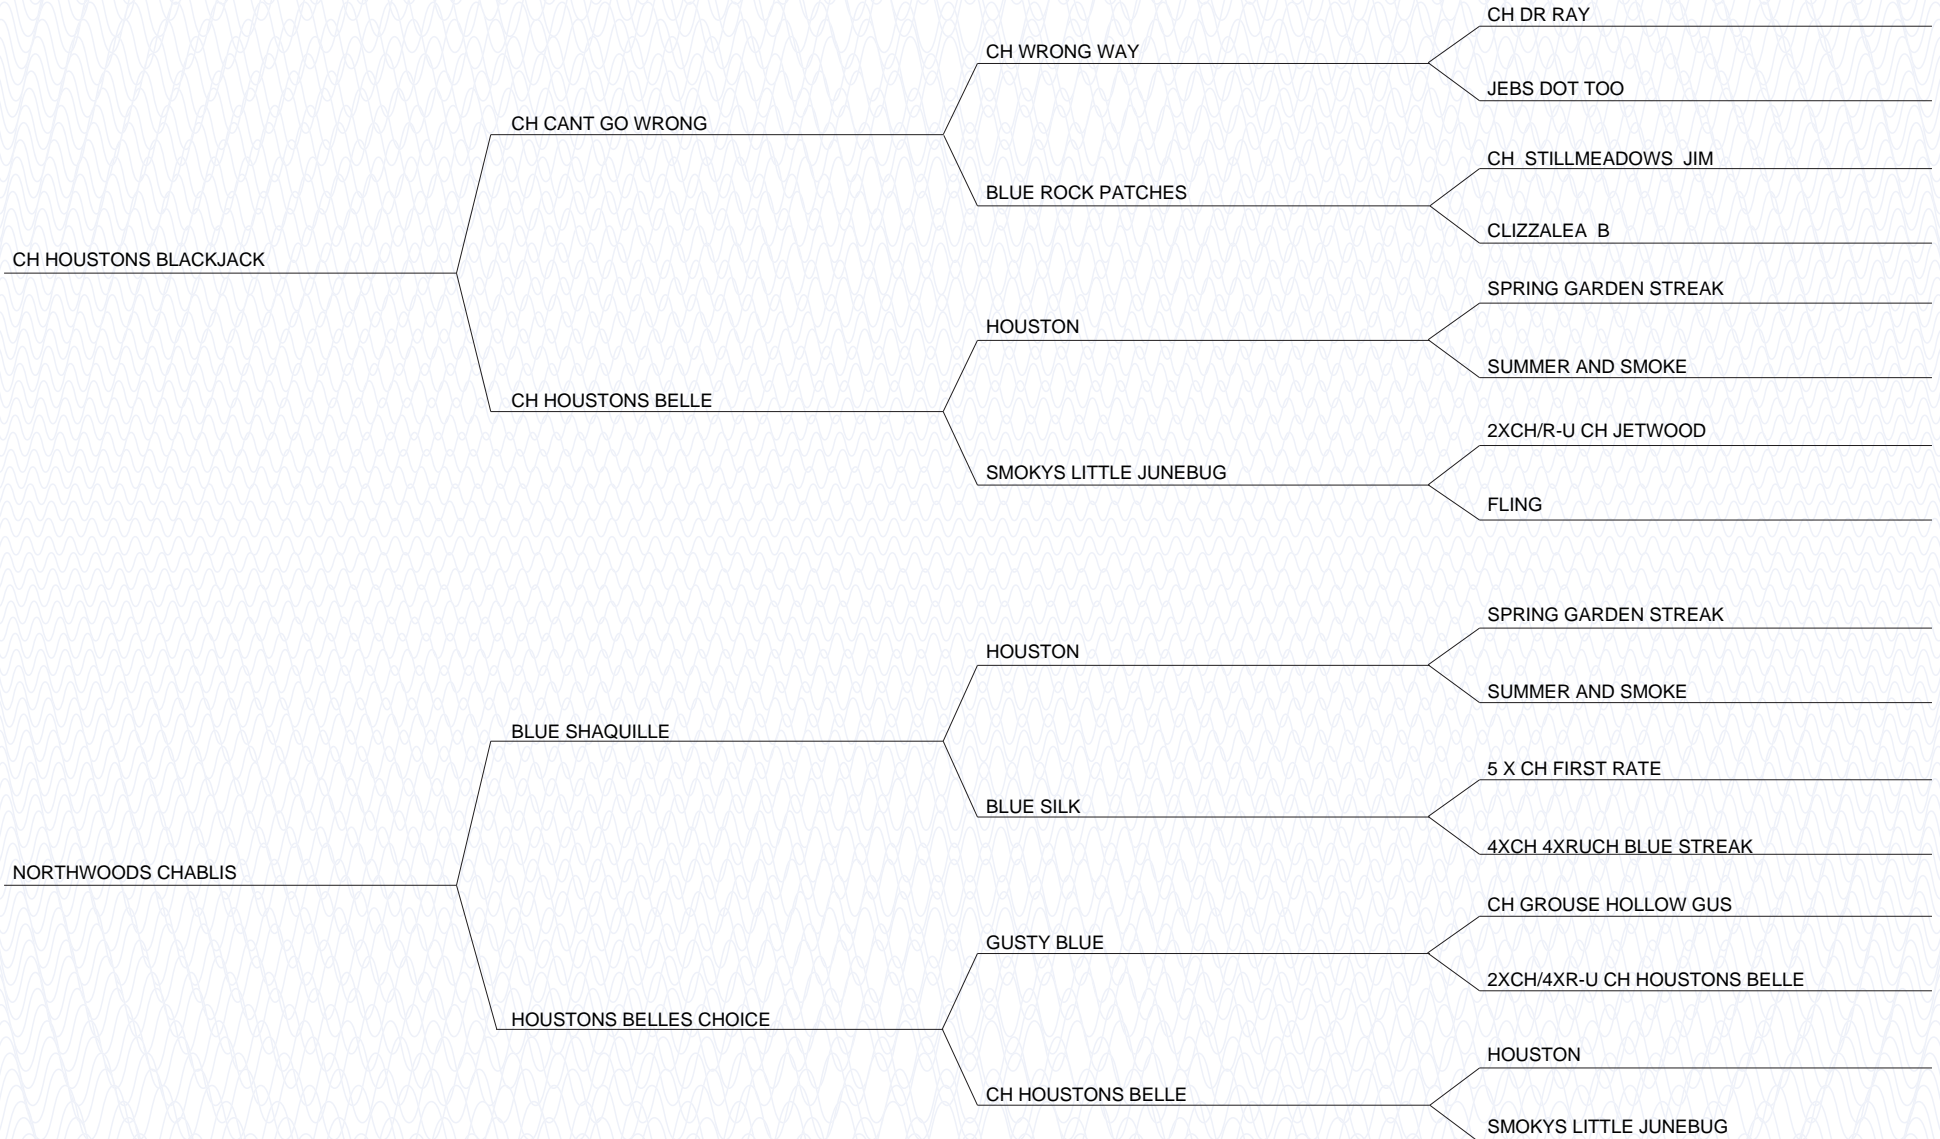 CH DR RAY
CH WRONG WAY
JEBS DOT TOO
CH CANT GO WRONG
CH  STILLMEADOWS  JIM
BLUE ROCK PATCHES
CLIZZALEA  B
CH HOUSTONS BLACKJACK
SPRING GARDEN STREAK
HOUSTON
SUMMER AND SMOKE
CH HOUSTONS BELLE
2XCH/R-U CH JETWOOD
SMOKYS LITTLE JUNEBUG
FLING
SPRING GARDEN STREAK
HOUSTON
SUMMER AND SMOKE
BLUE SHAQUILLE
5 X CH FIRST RATE
BLUE SILK
4XCH 4XRUCH BLUE STREAK
NORTHWOODS CHABLIS
CH GROUSE HOLLOW GUS
GUSTY BLUE
2XCH/4XR-U CH HOUSTONS BELLE
HOUSTONS BELLES CHOICE
HOUSTON
CH HOUSTONS BELLE
SMOKYS LITTLE JUNEBUG